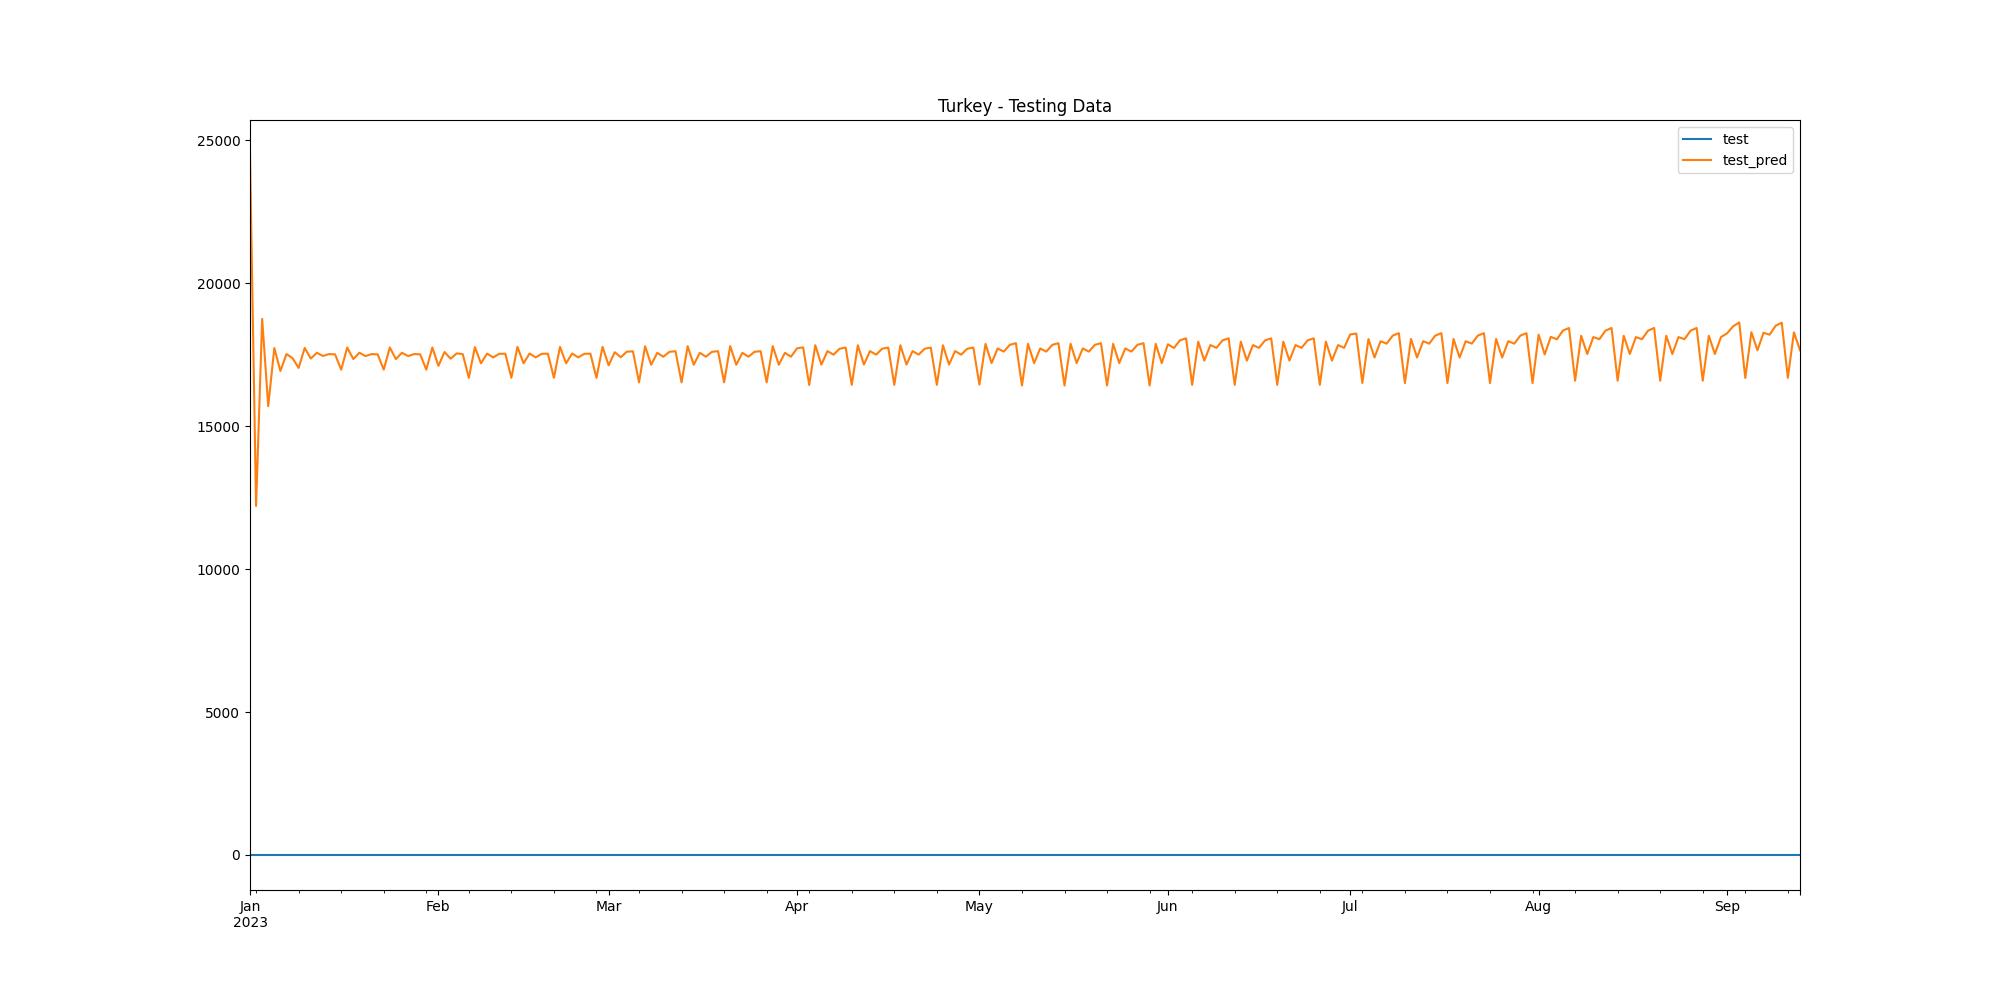 Turkey - Testing Data
25000
20000
15000
10000
5000
0
test
test_pred
Jan
2023
Feb
Mar
Apr
May
Jun
Jul
Aug
Sep